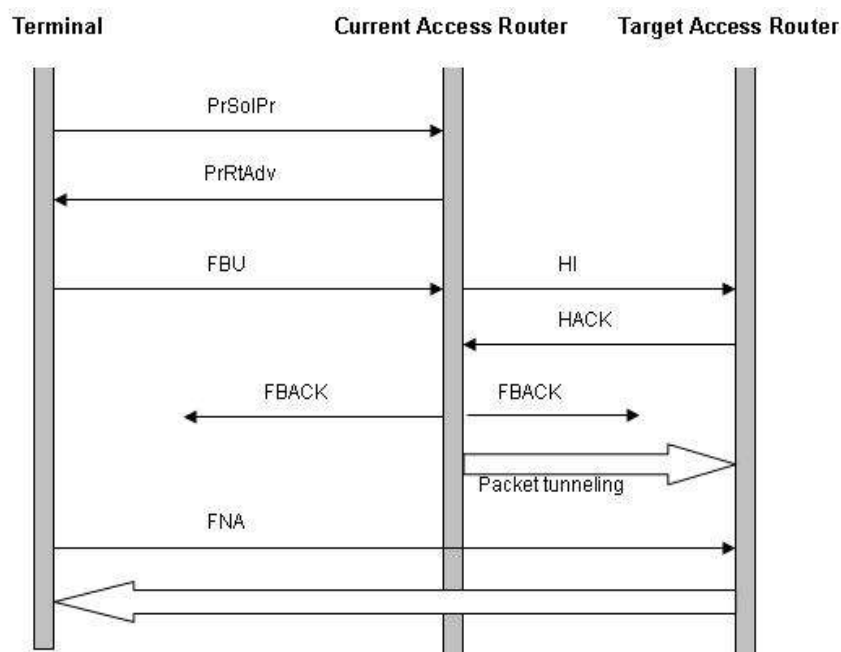 Terminal
Current Access Router
Target Access Router
PrSolPr
PrRtAdv
FBU
HI
HACK
FBACK
FBACK
Packet tunneling
FNA